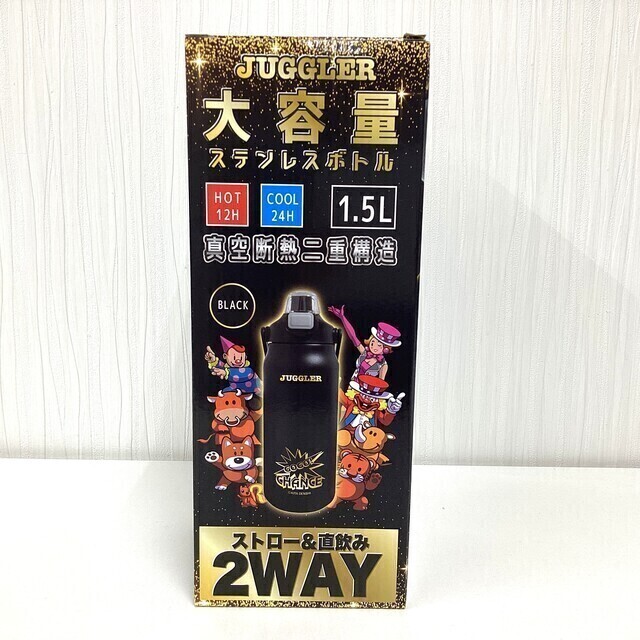 JUGGLER
大容量
ステンレスボトル
HOT
12H
COOL
24H
1.5L
真空断熱二重構造
BLACK
JUGGLER
GOGO!
CHANCE
ストロー&直飲み
2WAY